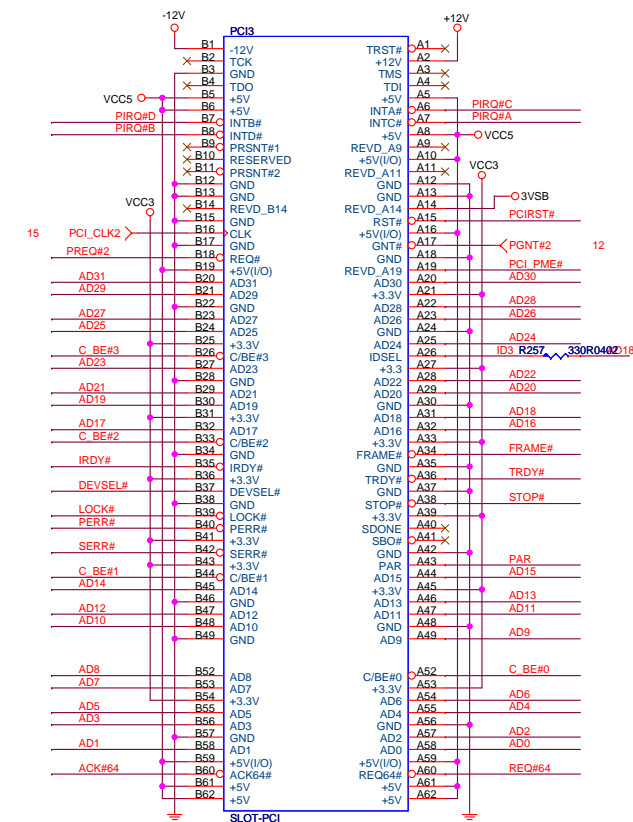 -12V
+12V
PCI3
B1 -12V TRST# A1
B2 TCK +12V A2
B3 GND TMS A3
B4 TDO TDI A4
VCC5 B5 +5V +5V A5
B6 +5V INTA# A6 PIRQ#C
PIRQ#D B7 INTB# INTC# A7 PIRQ#A
PIRQ#B B8 INTD# +5V A8 VCC5
B9 PRSNT#1 REVD_A9 A9
B10 RESERVED +5V(I/O) A10
B11 PRSNT#2 REVD_A11 A11
VCC3
B12 GND GND A12
B13 GND GND A13
B14 REVD_B14 REVD_A14 A14 3VSB
VCC3
B15 GND RST# A15 PCIRST#
15 PCI_CLK2 B16 CLK +5V(I/O) A16
B17 GND GNT# A17 PGNT#2 12
PREQ#2 B18 REQ# GND A18
B19 +5V(I/O) REVD_A19 A19 PCI_PME#
AD31 B20 AD31 AD30 A20 AD30
AD29 B21 AD29 +3.3V A21
B22 GND AD28 A22 AD28
AD27 B23 AD27 AD26 A23 AD26
AD25 B24 AD25 GND A24
B25 +3.3V AD24 A25 AD24
C_BE#3 B26 C/BE#3 IDSEL A26 ID3 R257 330R0402 AD18
AD23 B27 AD23 +3.3 A27
B28 GND AD22 A28 AD22
AD21 B29 AD21 AD20 A29 AD20
AD19 B30 AD19 GND A30
B31 +3.3V AD18 A31 AD18
AD17 B32 AD17 AD16 A32 AD16
C_BE#2 B33 C/BE#2 +3.3V A33
B34 GND FRAME# A34 FRAME#
IRDY# B35 IRDY# GND A35
B36 +3.3V TRDY# A36 TRDY#
DEVSEL# B37 DEVSEL# GND A37
B38 GND STOP# A38 STOP#
LOCK# B39 LOCK# +3.3V A39
PERR# B40 PERR# SDONE A40
B41 +3.3V SBO# A41
SERR# B42 SERR# GND A42
B43 +3.3V PAR A43 PAR
C_BE#1 B44 C/BE#1 AD15 A44 AD15
AD14 B45 AD14 +3.3V A45
B46 GND AD13 A46 AD13
AD12 B47 AD12 AD11 A47 AD11
AD10 B48 AD10 GND A48
B49 GND AD9 A49 AD9
AD8 B52 AD8 C/BE#0 A52 C_BE#0
AD7 B53 AD7 +3.3V A53
B54 +3.3V AD6 A54 AD6
AD5 B55 AD5 AD4 A55 AD4
AD3 B56 AD3 GND A56
B57 GND AD2 A57 AD2
AD1 B58 AD1 AD0 A58 AD0
B59 +5V(I/O) +5V(I/O) A59
ACK#64 B60 ACK64# REQ64# A60 REQ#64
B61 +5V +5V A61
B62 +5V +5V A62
SLOT-PCI